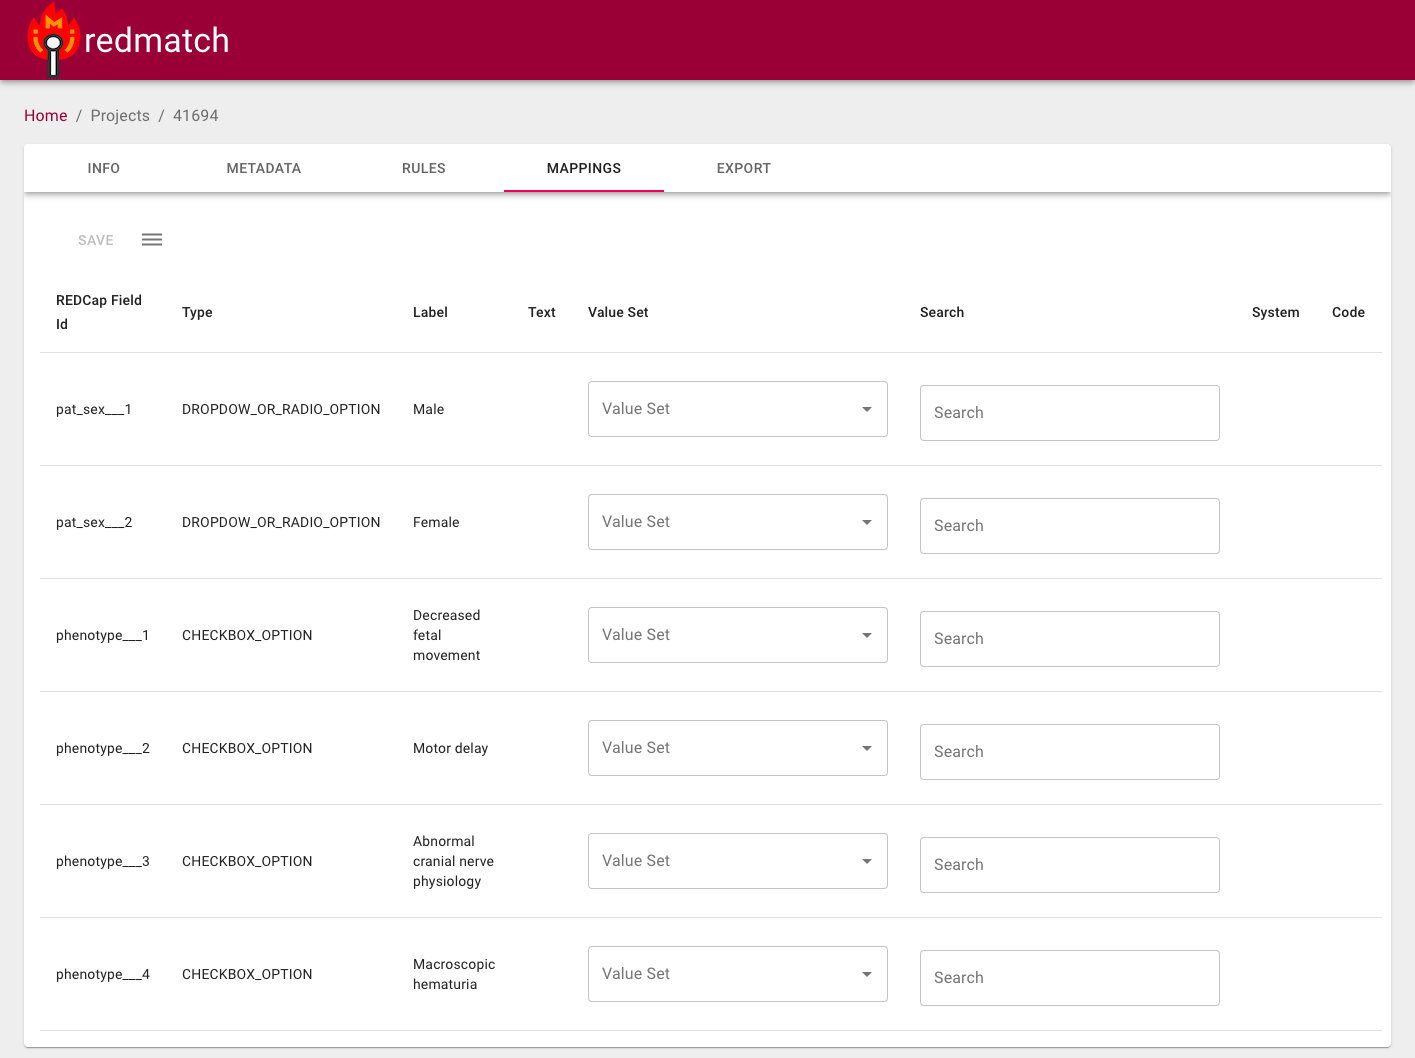 redmatch
Home / Projects / 41694
INFO METADATA RULES MAPPINGS EXPORT
SAVE
REDCap Field
Id
Type Label Text Value Set Search System Code
pat_sex___1 DROPDOW_OR_RADIO_OPTION Male Value Set Search
pat_sex___2 DROPDOW_OR_RADIO_OPTION Female Value Set Search
phenotype___1 CHECKBOX_OPTION
Decreased
fetal
movement
Value Set Search
phenotype___2 CHECKBOX_OPTION Motor delay Value Set Search
phenotype___3 CHECKBOX_OPTION
Abnormal
cranial nerve
physiology
Value Set Search
phenotype___4 CHECKBOX_OPTION
Macroscopic
hematuria
Value Set Search